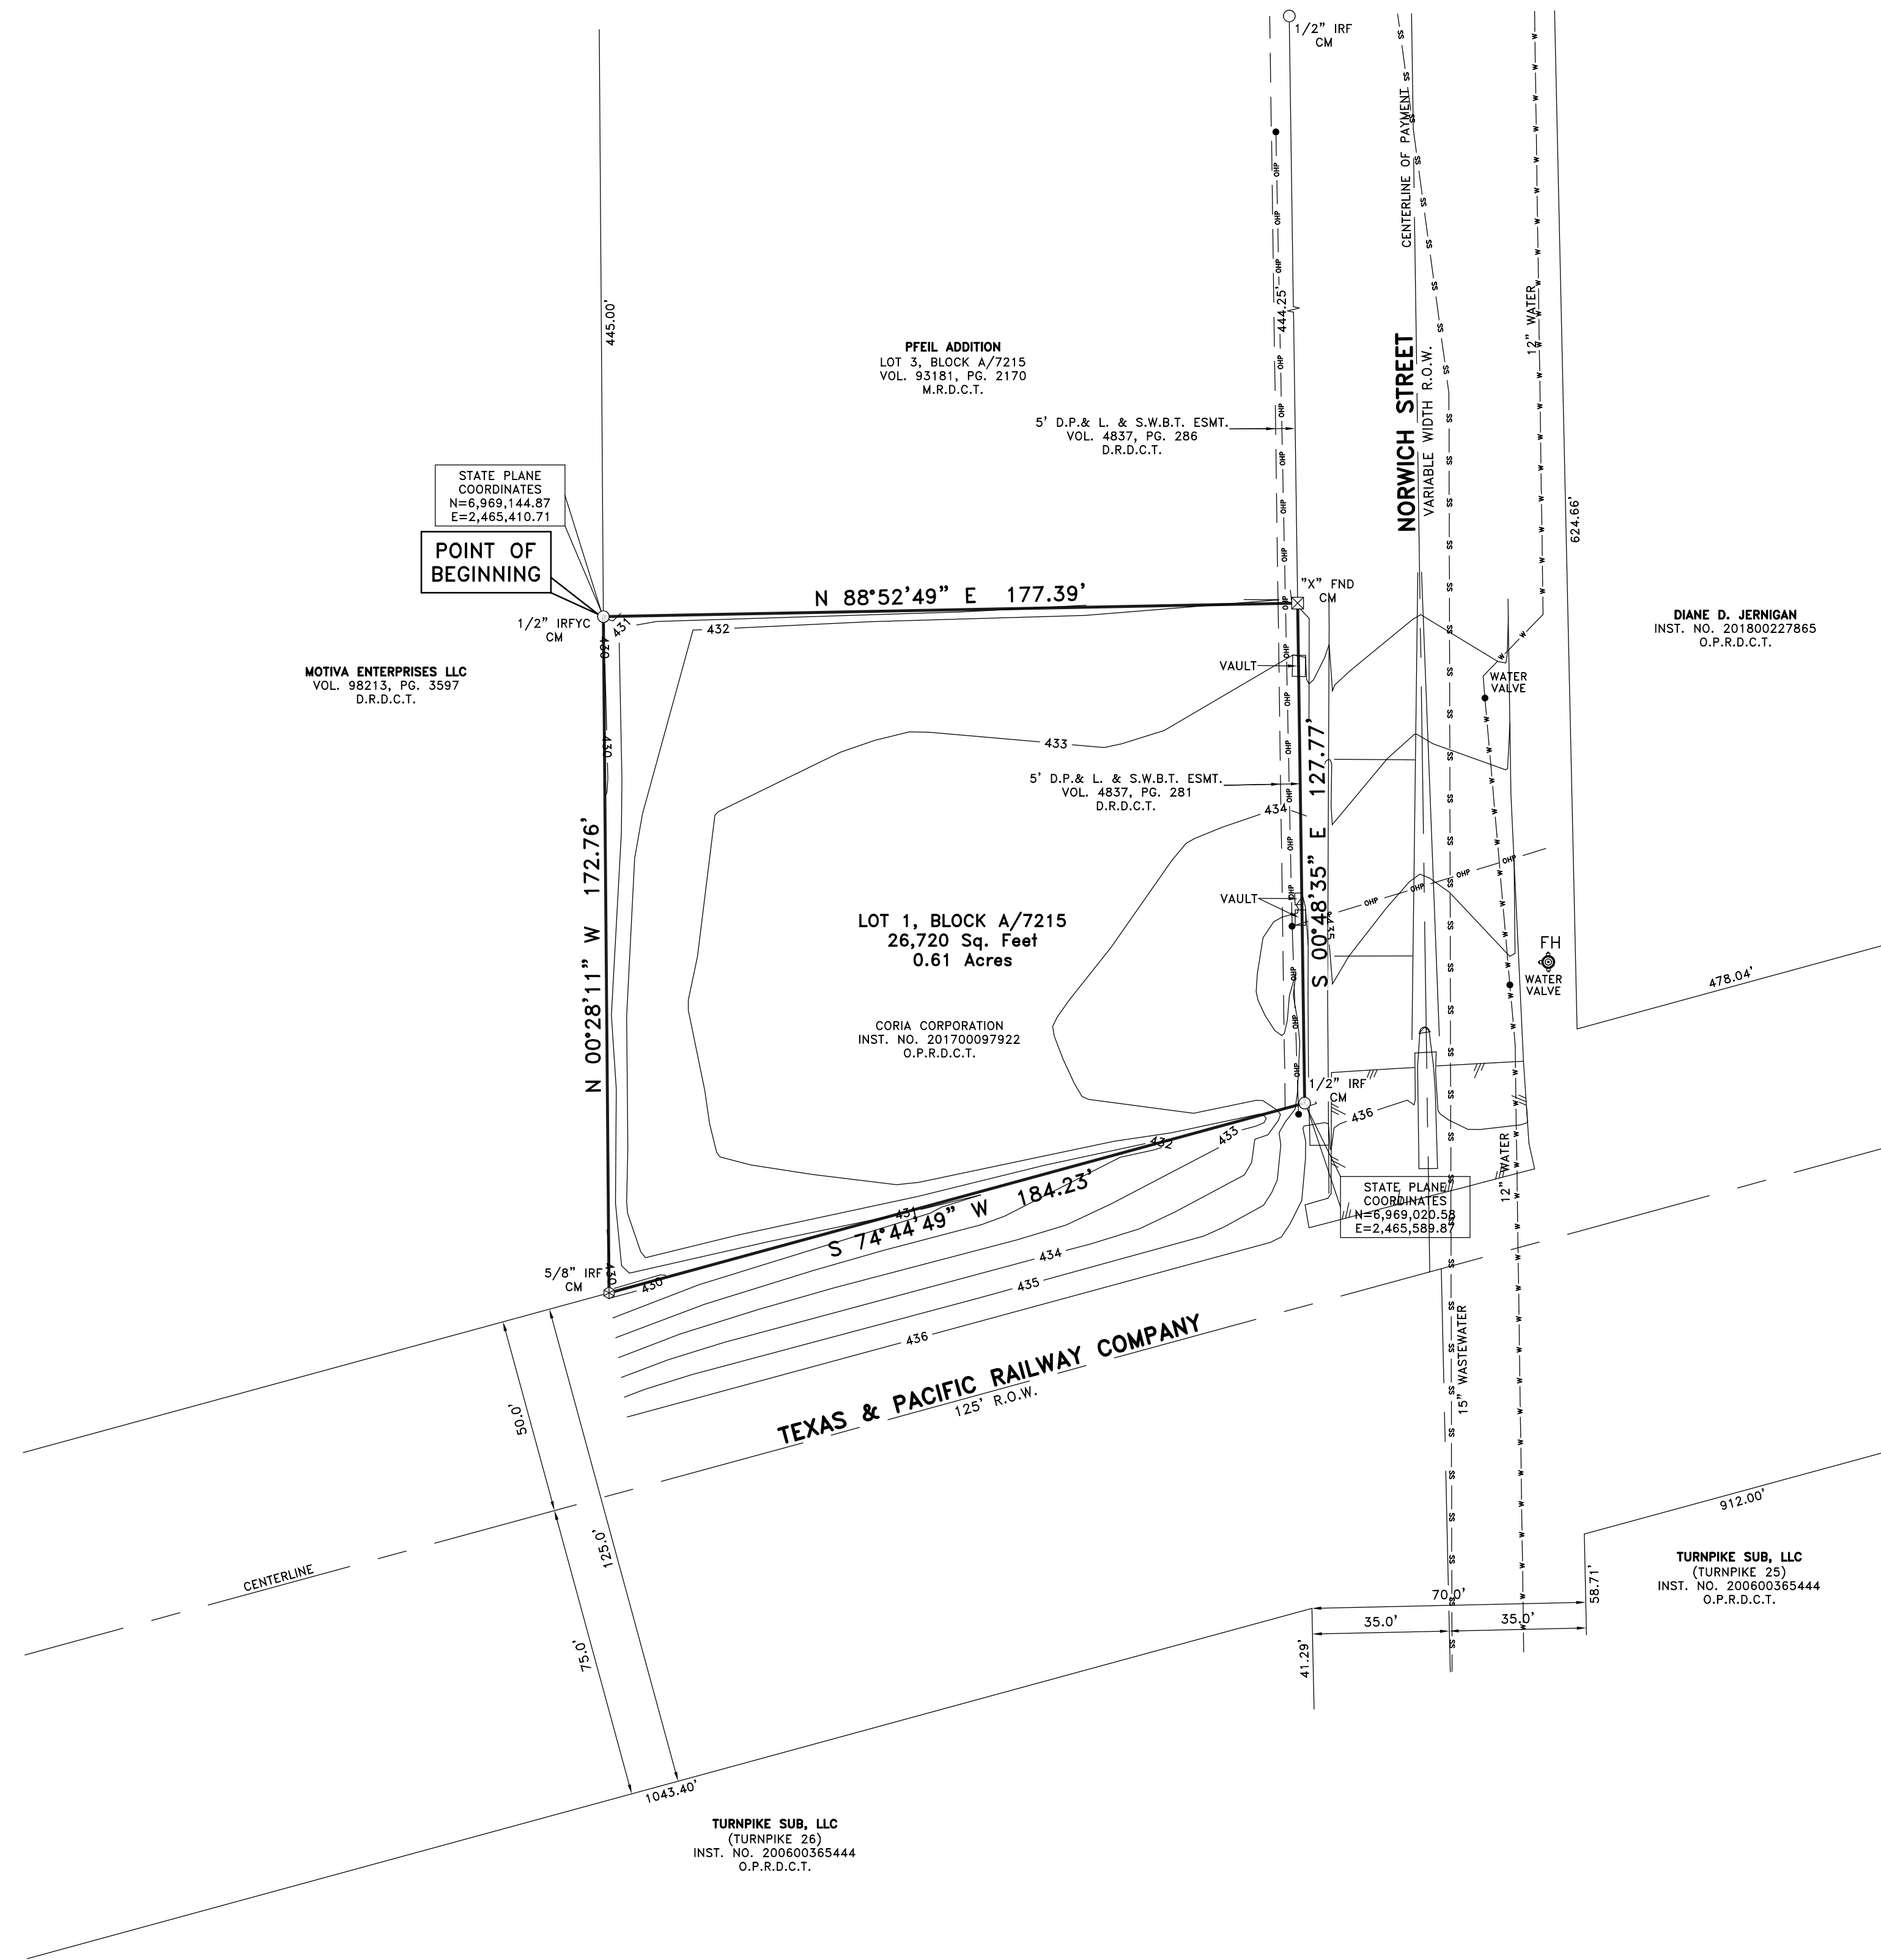 1/2" IRF
CM
CENTERLINE OF PAYMENT
12" WATER
445.00'
444.25'
PFEIL ADDITION
LOT 3, BLOCK A/7215
VOL. 93181, PG. 2170
M.R.D.C.T.
5' D.P.& L. & S.W.B.T. ESMT.
VOL. 4837, PG. 286
D.R.D.C.T.
NORWICH STREET
VARIABLE WIDTH R.O.W.
624.66'
STATE PLANE
COORDINATES
N=6,969,144.87
E=2,465,410.71
POINT OF
BEGINNING
N 88°52'49" E 177.39'
"X" FND
CM
1/2" IRFYC
CM
431
432
430
DIANE D. JERNIGAN
INST. NO. 201800227865
O.P.R.D.C.T.
MOTIVA ENTERPRISES LLC
VOL. 98213, PG. 3597
D.R.D.C.T.
VAULT
WATER
VALVE
430
433
5' D.P.& L. & S.W.B.T. ESMT.
VOL. 4837, PG. 281
D.R.D.C.T.
434
S 00°48'35" E 127.77'
N 00°28'11" W 172.76'
VAULT
435
LOT 1, BLOCK A/7215
26,720 Sq. Feet
0.61 Acres
FH
WATER
VALVE
478.04'
CORIA CORPORATION
INST. NO. 201700097922
O.P.R.D.C.T.
1/2" IRF
CM
436
432
433
12" WATER
S 74°44'49" W 184.23'
431
STATE PLANE
COORDINATES
N=6,969,020.58
E=2,465,589.87
5/8" IRF
CM
430
430
434
435
436
TEXAS & PACIFIC RAILWAY COMPANY
125' R.O.W.
15" WASTEWATER
50.0'
125.0'
75.0'
CENTERLINE
912.00'
TURNPIKE SUB, LLC
(TURNPIKE 25)
INST. NO. 200600365444
O.P.R.D.C.T.
58.71'
70.0'
35.0'
35.0'
41.29'
1043.40'
TURNPIKE SUB, LLC
(TURNPIKE 26)
INST. NO. 200600365444
O.P.R.D.C.T.